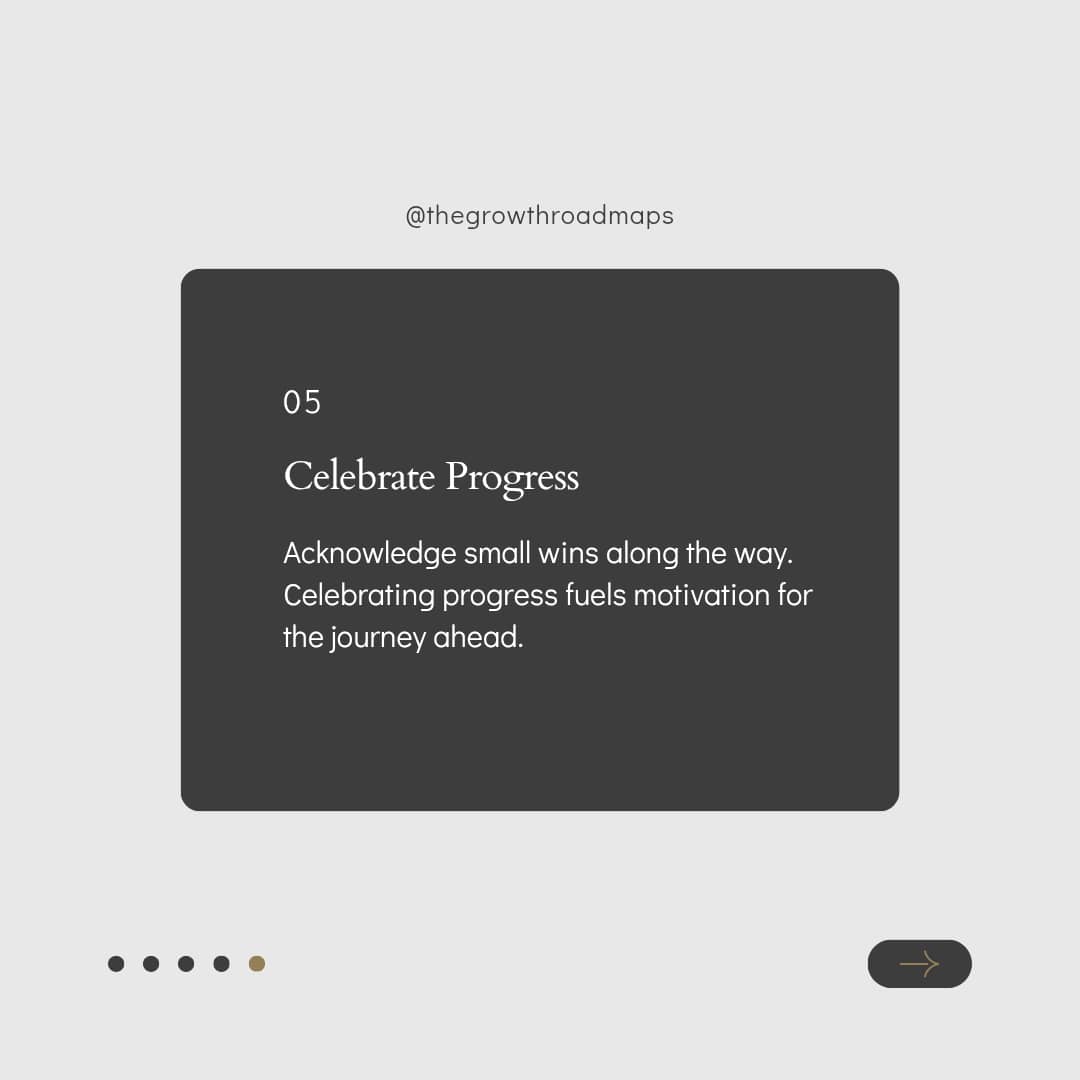 @thegrowthroadmaps
05
Celebrate Progress
Acknowledge small wins along the way.
Celebrating progress fuels motivation for
the journey ahead.